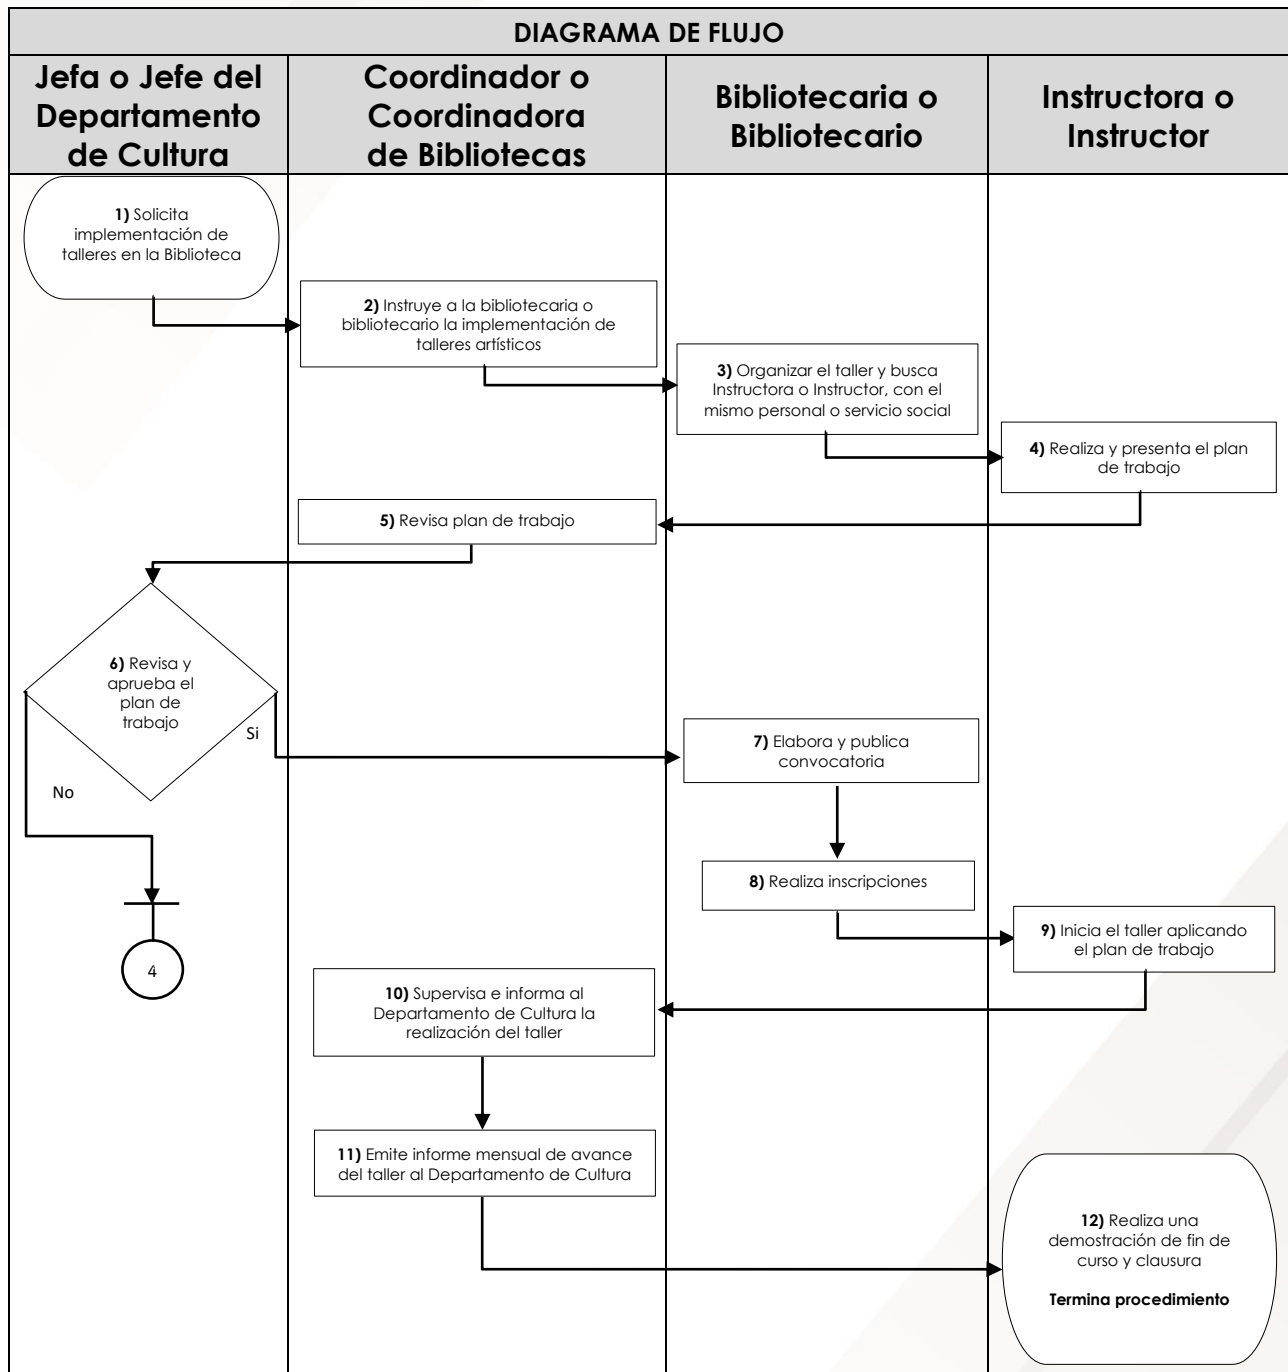 DIAGRAMA DE FLUJO
Jefa o Jefe del
Departamento
de Cultura
Coordinador o
Coordinadora
de Bibliotecas
Bibliotecaria o
Bibliotecario
Instructora o
Instructor
1) Solicita
implementación de
talleres en la Biblioteca
2) Instruye a la bibliotecaria o
bibliotecario la implementación de
talleres artísticos
3) Organizar el taller y busca
Instructora o Instructor, con el
mismo personal o servicio social
4) Realiza y presenta el plan
de trabajo
5) Revisa plan de trabajo
6) Revisa y
aprueba el
plan de
trabajo
Si
No
4
7) Elabora y publica
convocatoria
8) Realiza inscripciones
9) Inicia el taller aplicando
el plan de trabajo
10) Supervisa e informa al
Departamento de Cultura la
realización del taller
11) Emite informe mensual de avance
del taller al Departamento de Cultura
12) Realiza una
demostración de fin de
curso y clausura
Termina procedimiento